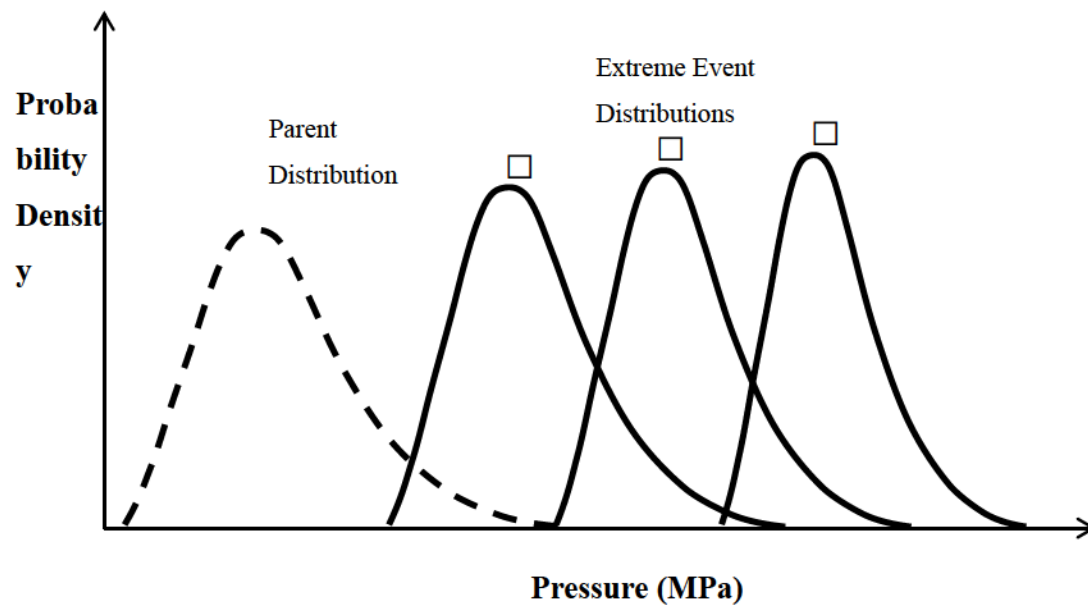 Proba
bility
Densit
y
Parent
Distribution
Extreme Event
Distributions
□
□
□
Pressure (MPa)